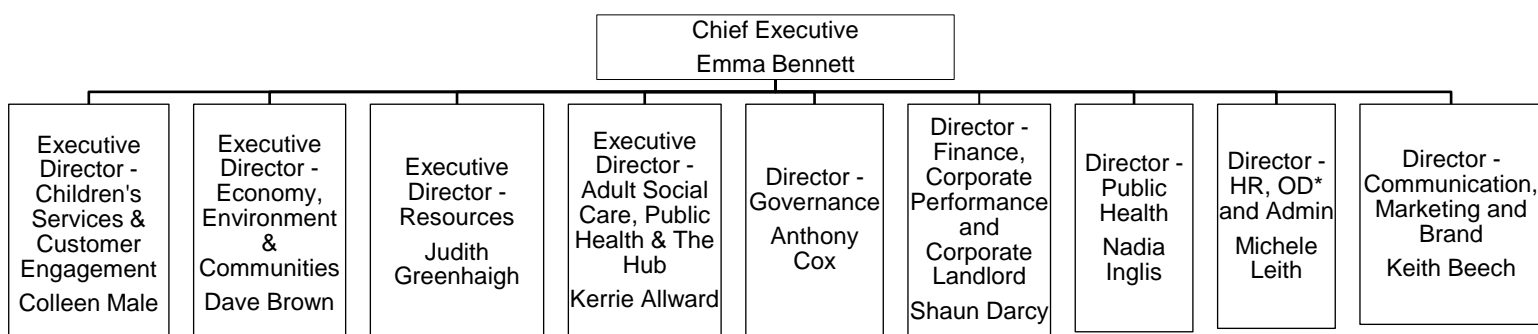 Chief Executive
Emma Bennett
Executive
Director -
Children's
Services &
Customer
Engagement
Colleen Male
Executive
Director -
Economy,
Environment
&
Communities
Dave Brown
Executive
Director -
Resources
Judith
Greenhaigh
Executive
Director -
Adult Social
Care, Public
Health & The
Hub
Kerrie Allward
Director -
Governance
Anthony
Cox
Director -
Finance,
Corporate
Performance
and
Corporate
Landlord
Shaun Darcy
Director -
Public
Health
Nadia
Inglis
Director -
HR, OD*
and Admin
Michele
Leith
Director -
Communication,
Marketing and
Brand
Keith Beech